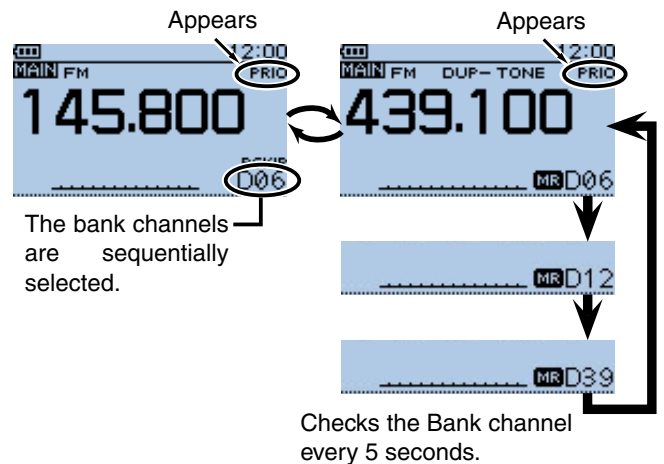 Appears
12:00
MAIN FM
PRIO
145.800
D06
The bank channels
are sequentially
selected.
Appears
12:00
MAIN FM DUP– TONE PRIO
439.100
MR D06
MR D12
MR D39
Checks the Bank channel
every 5 seconds.